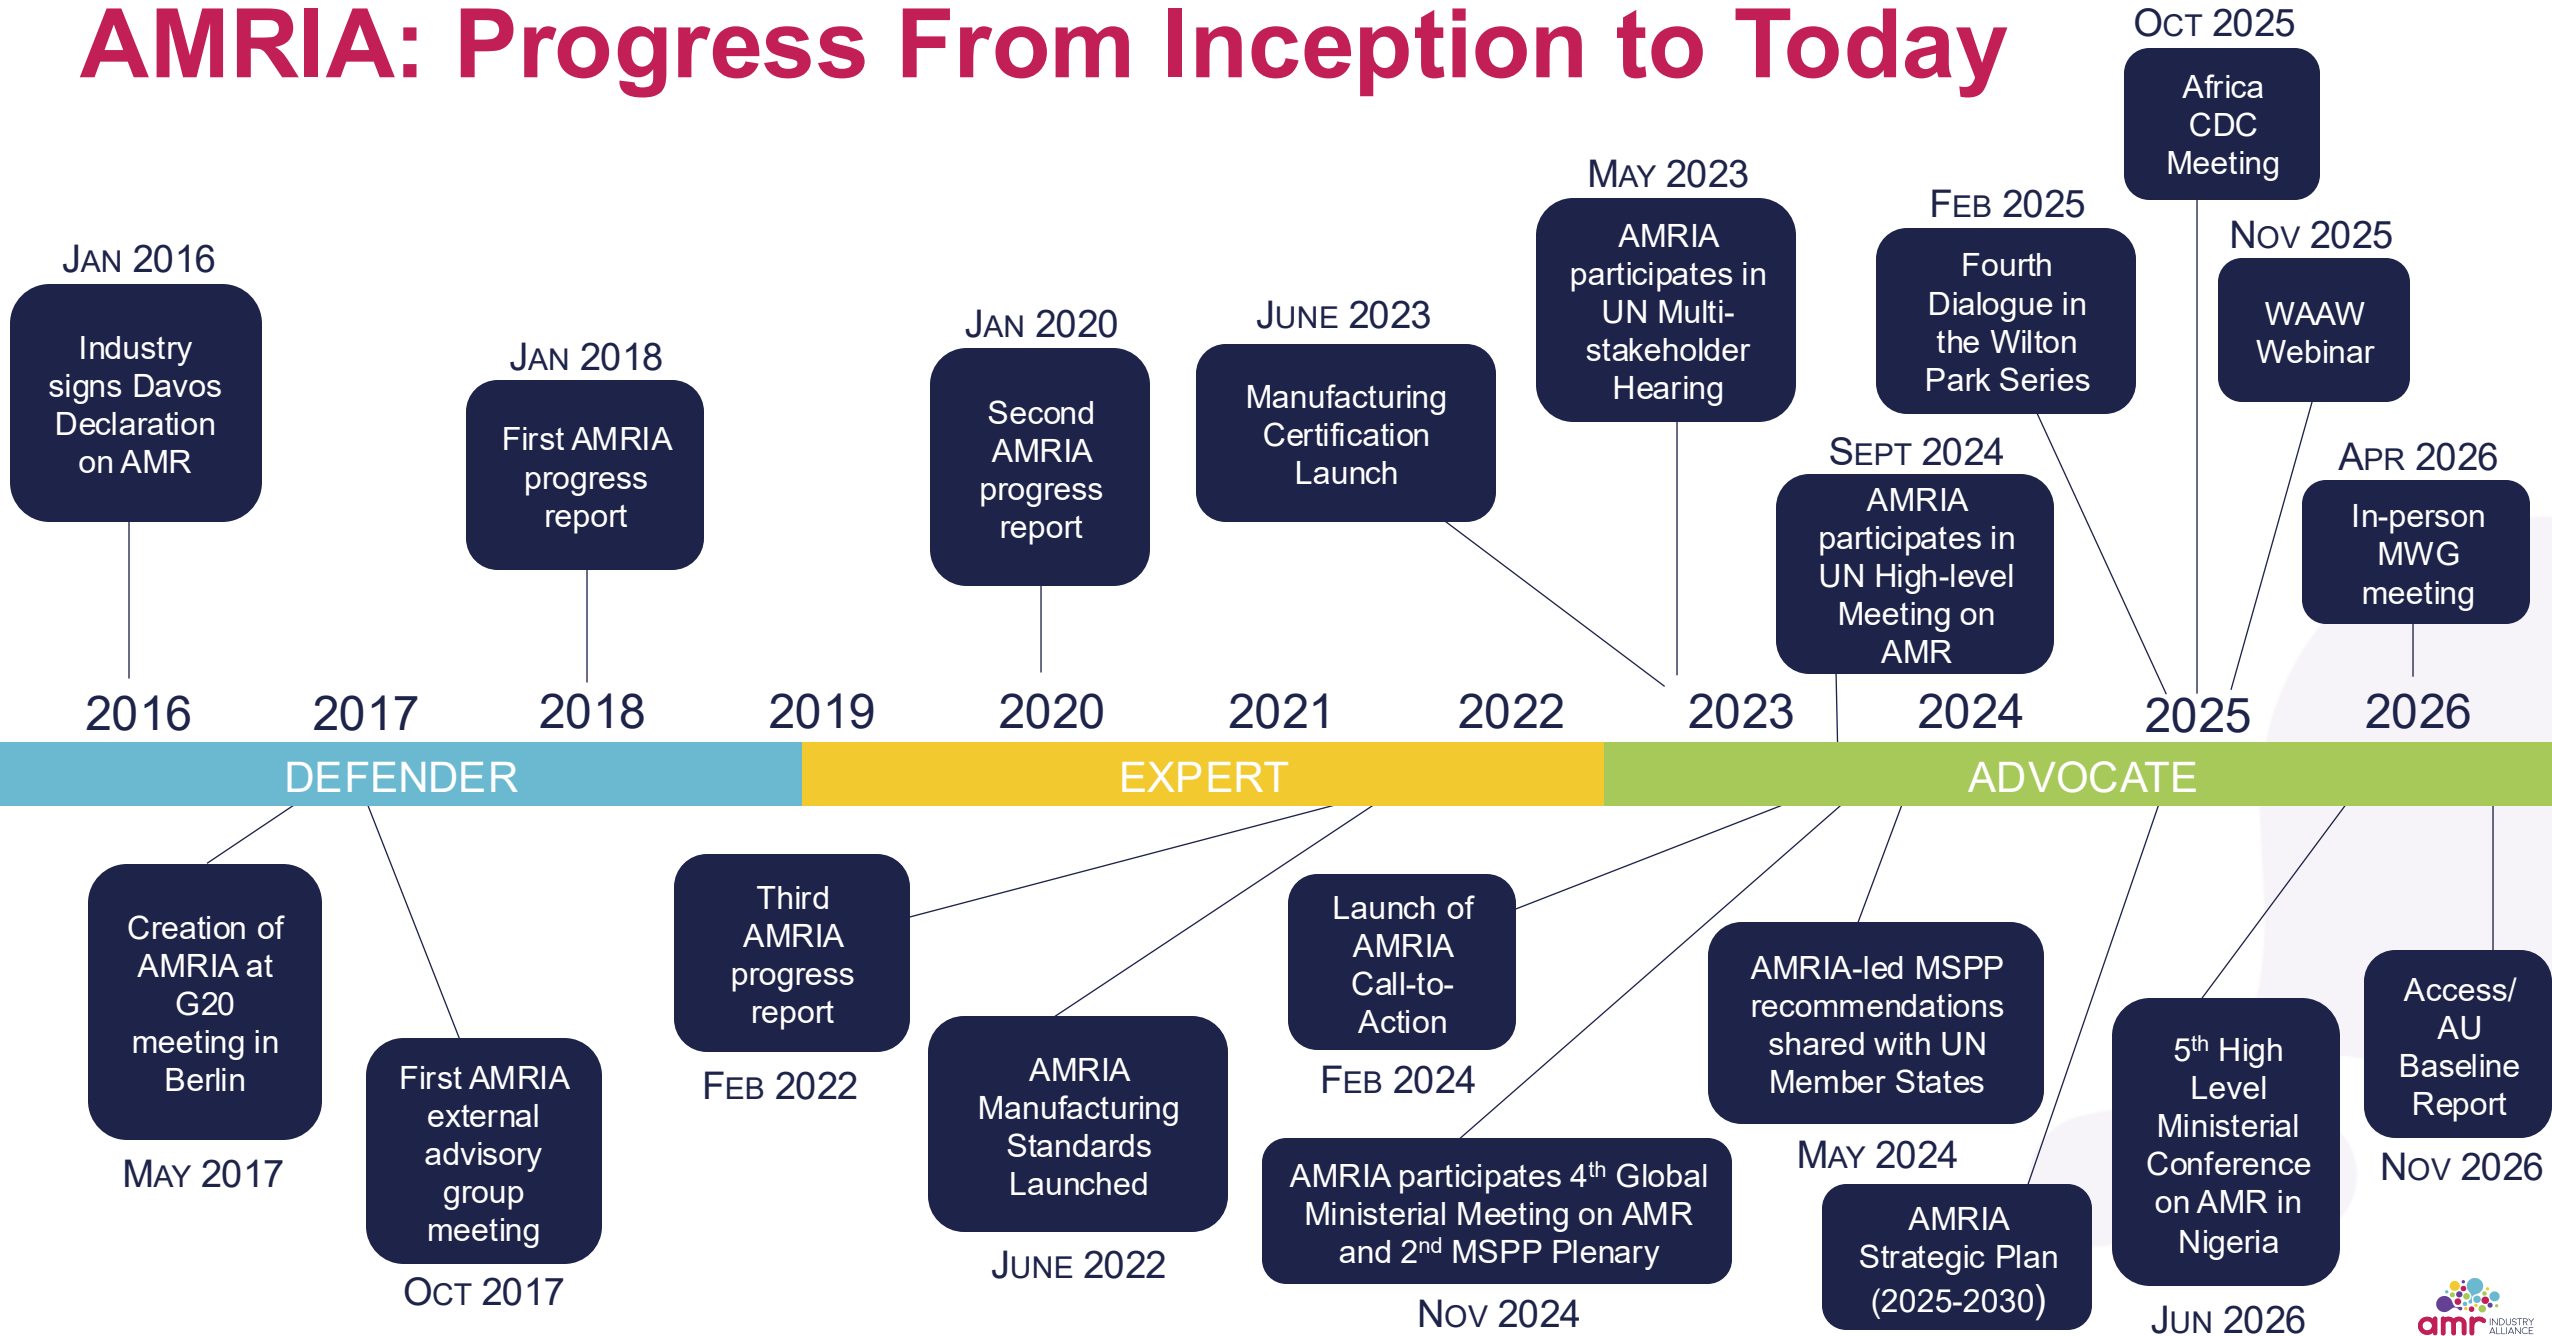 AMRIA: Progress From Inception to Today
JAN 2016
Industry
signs Davos
Declaration
on AMR
JAN 2018
First AMRIA
progress
report
JAN 2020
Second
AMRIA
progress
report
JUNE 2023
Manufacturing
Certification
Launch
MAY 2023
AMRIA
participates in
UN Multi-
stakeholder
Hearing
SEPT 2024
AMRIA
participates in
UN High-level
Meeting on
AMR
FEB 2025
Fourth
Dialogue in
the Wilton
Park Series
OCT 2025
Africa
CDC
Meeting
NOV 2025
WAAW
Webinar
APR 2026
In-person
MWG
meeting
2016 2017 2018 2019 2020 2021 2022 2023 2024 2025 2026
DEFENDER EXPERT ADVOCATE
Creation of
AMRIA at
G20
meeting in
Berlin
MAY 2017
First AMRIA
external
advisory
group
meeting
OCT 2017
Third
AMRIA
progress
report
FEB 2022
AMRIA
Manufacturing
Standards
Launched
JUNE 2022
Launch of
AMRIA
Call-to-
Action
FEB 2024
AMRIA participates 4th Global
Ministerial Meeting on AMR
and 2nd MSPP Plenary
NOV 2024
AMRIA-led MSPP
recommendations
shared with UN
Member States
MAY 2024
AMRIA
Strategic Plan
(2025-2030)
5th High
Level
Ministerial
Conference
on AMR in
Nigeria
JUN 2026
Access/
AU
Baseline
Report
NOV 2026
amr INDUSTRY
ALLIANCE